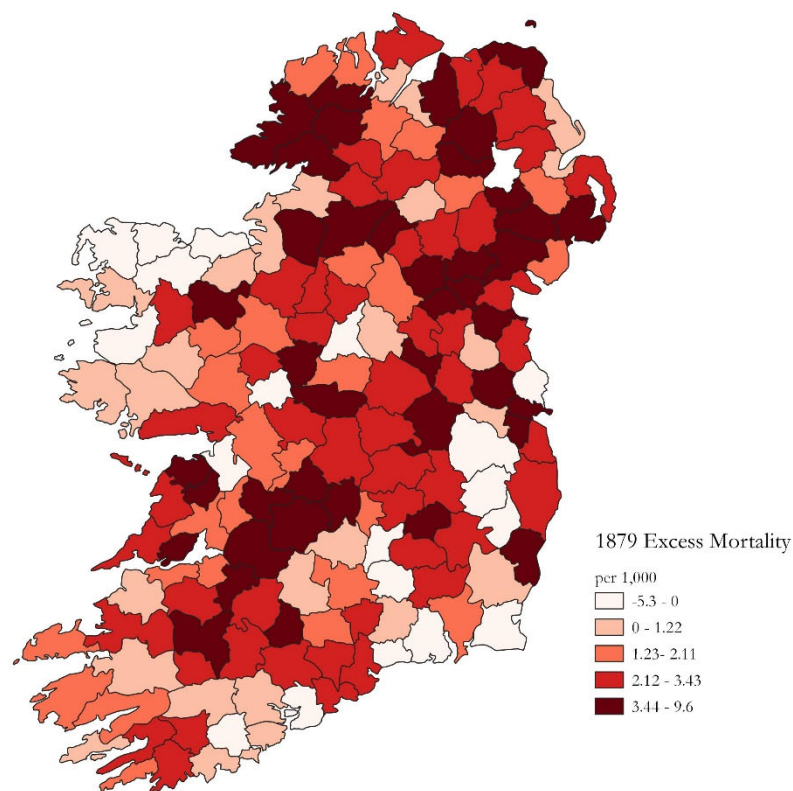 1879 Excess Mortality
per 1,000
-5.3 - 0
0 - 1.22
1.23- 2.11
2.12 - 3.43
3.44 - 9.6